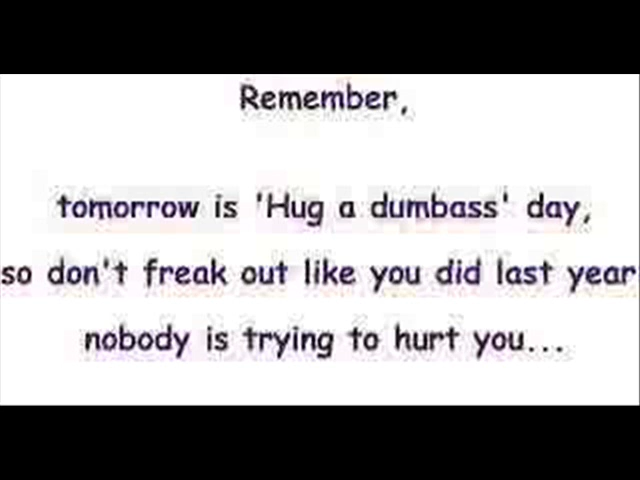 Remember,
tomorrow is 'Hug a dumbass' day,
so don't freak out like you did last year
nobody is trying to hurt you...